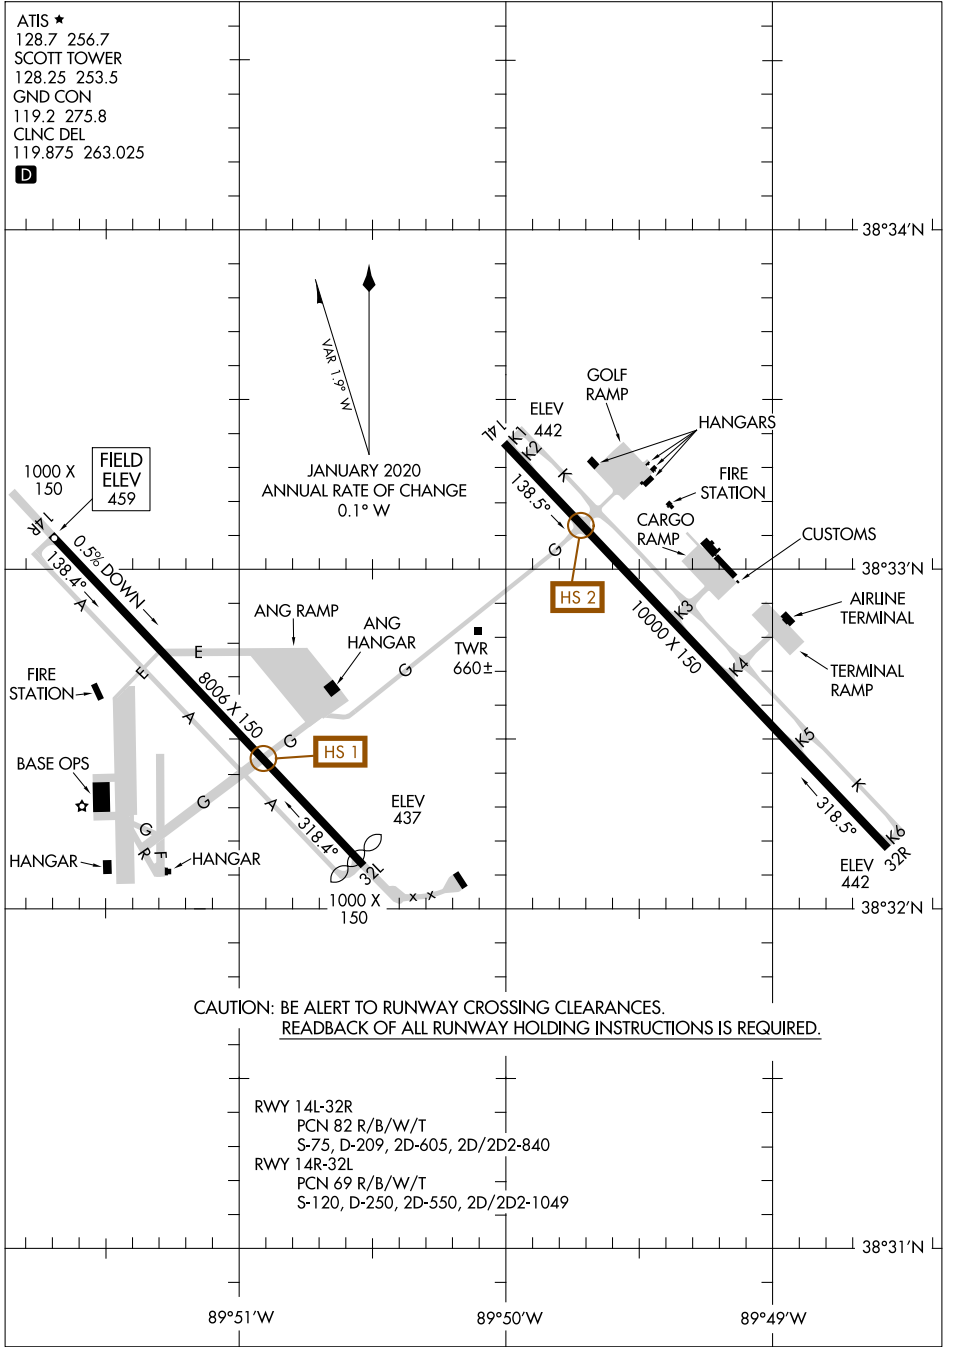 ATIS ★
128.7 256.7
SCOTT TOWER
128.25 253.5
GND CON
119.2 275.8
CLNC DEL
119.875 263.025
D
38°34'N
VAR 1.9° W
JANUARY 2020
ANNUAL RATE OF CHANGE
0.1° W
GOLF
RAMP
ELEV
442
HANGARS
14L
K1
K2
K
138.5°
FIRE
STATION
CARGO
RAMP
CUSTOMS
G
HS 2
38°33'N
1000 X
150
FIELD
ELEV
459
14R
0.5% DOWN
138.4°
A
ANG RAMP
ANG
HANGAR
TWR
660±
10000 X 150
K3
AIRLINE
TERMINAL
K4
TERMINAL
RAMP
E
E
G
FIRE
STATION
8006 X 150
A
G
HS 1
K5
BASE OPS
G
A
ELEV
437
318.4°
318.5°
K
K6
32R
ELEV
442
G
R
F
HANGAR
HANGAR
32L
1000 X
150
x x
38°32'N
CAUTION: BE ALERT TO RUNWAY CROSSING CLEARANCES.
READBACK OF ALL RUNWAY HOLDING INSTRUCTIONS IS REQUIRED.
RWY 14L-32R
PCN 82 R/B/W/T
S-75, D-209, 2D-605, 2D/2D2-840
RWY 14R-32L
PCN 69 R/B/W/T
S-120, D-250, 2D-550, 2D/2D2-1049
38°31'N
89°51'W
89°50'W
89°49'W